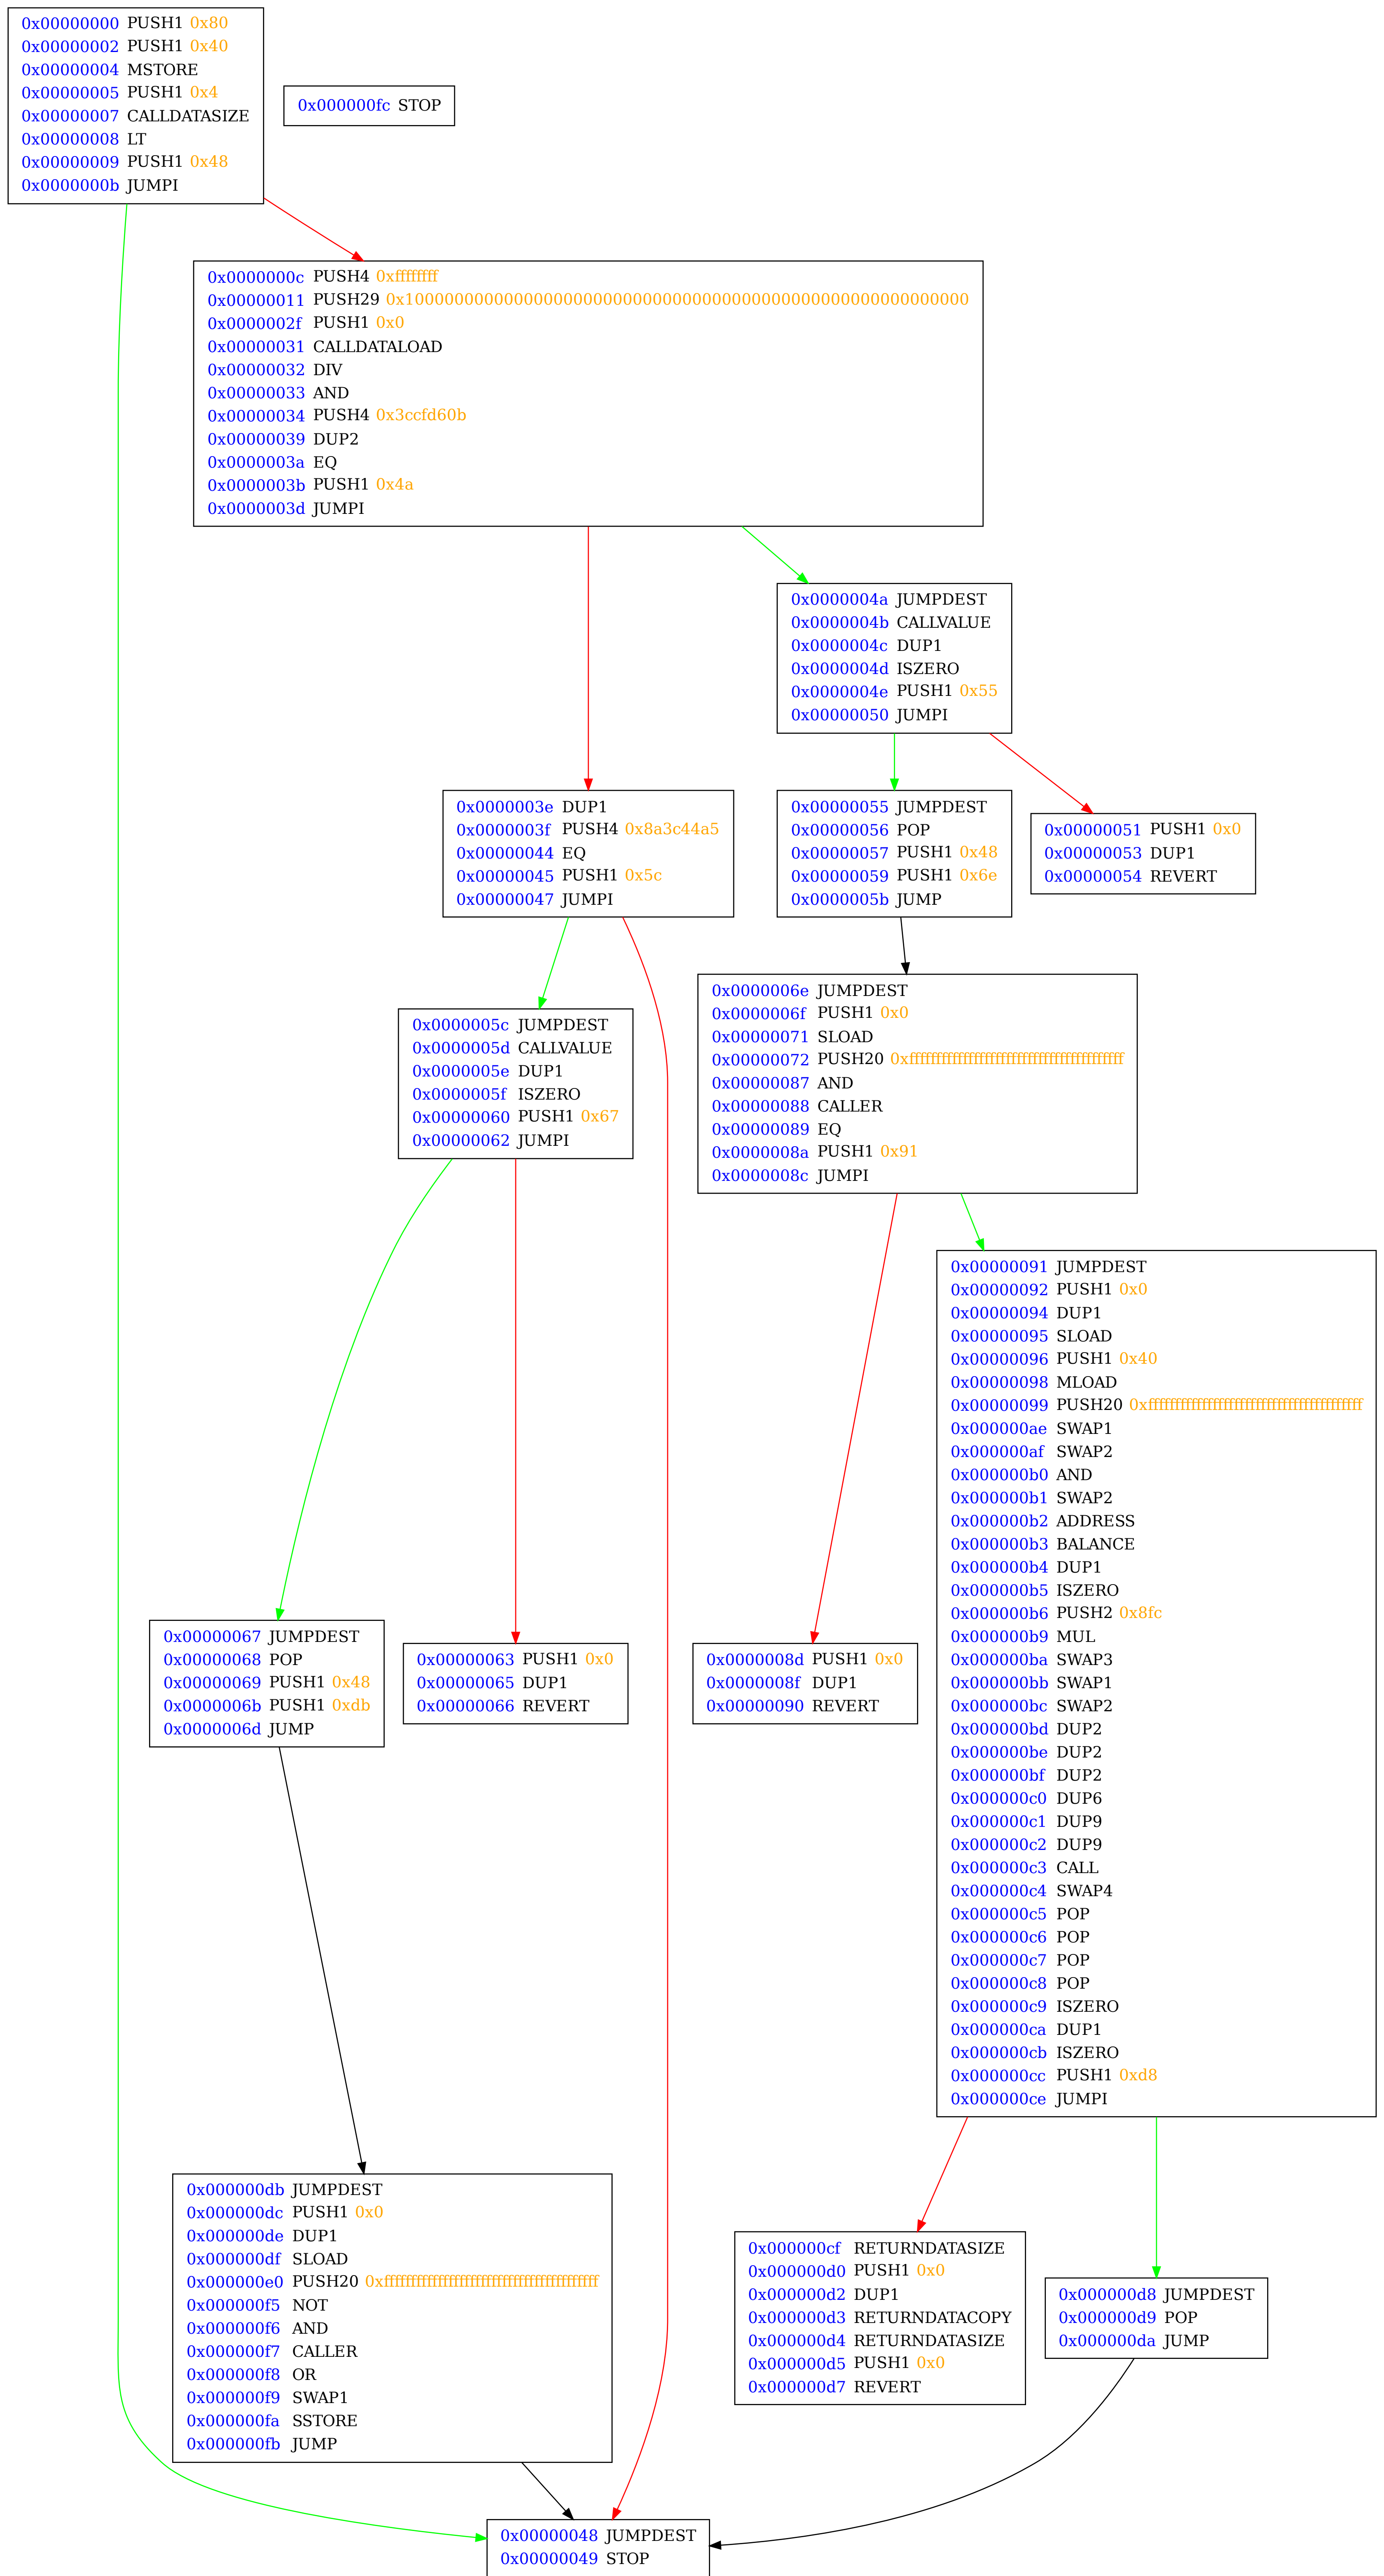 0x00000000 PUSH1 0x80
0x00000002 PUSH1 0x40
0x00000004 MSTORE
0x00000005 PUSH1 0x4
0x00000007 CALLDATASIZE
0x00000008 LT
0x00000009 PUSH1 0x48
0x0000000b JUMPI
0x000000fc STOP
0x0000000c PUSH4 0xffffffff
0x00000011 PUSH29 0x100000000000000000000000000000000000000000000000000000000
0x0000002f PUSH1 0x0
0x00000031 CALLDATALOAD
0x00000032 DIV
0x00000033 AND
0x00000034 PUSH4 0x3ccfd60b
0x00000039 DUP2
0x0000003a EQ
0x0000003b PUSH1 0x4a
0x0000003d JUMPI
0x0000004a JUMPDEST
0x0000004b CALLVALUE
0x0000004c DUP1
0x0000004d ISZERO
0x0000004e PUSH1 0x55
0x00000050 JUMPI
0x0000003e DUP1
0x0000003f PUSH4 0x8a3c44a5
0x00000044 EQ
0x00000045 PUSH1 0x5c
0x00000047 JUMPI
0x00000055 JUMPDEST
0x00000056 POP
0x00000057 PUSH1 0x48
0x00000059 PUSH1 0x6e
0x0000005b JUMP
0x00000051 PUSH1 0x0
0x00000053 DUP1
0x00000054 REVERT
0x0000005c JUMPDEST
0x0000005d CALLVALUE
0x0000005e DUP1
0x0000005f ISZERO
0x00000060 PUSH1 0x67
0x00000062 JUMPI
0x0000006e JUMPDEST
0x0000006f PUSH1 0x0
0x00000071 SLOAD
0x00000072 PUSH20 0xffffffffffffffffffffffffffffffffffffffff
0x00000087 AND
0x00000088 CALLER
0x00000089 EQ
0x0000008a PUSH1 0x91
0x0000008c JUMPI
0x00000091 JUMPDEST
0x00000092 PUSH1 0x0
0x00000094 DUP1
0x00000095 SLOAD
0x00000096 PUSH1 0x40
0x00000098 MLOAD
0x00000099 PUSH20 0xffffffffffffffffffffffffffffffffffffffff
0x000000ae SWAP1
0x000000af SWAP2
0x000000b0 AND
0x000000b1 SWAP2
0x000000b2 ADDRESS
0x000000b3 BALANCE
0x000000b4 DUP1
0x000000b5 ISZERO
0x000000b6 PUSH2 0x8fc
0x000000b9 MUL
0x000000ba SWAP3
0x000000bb SWAP1
0x000000bc SWAP2
0x000000bd DUP2
0x000000be DUP2
0x000000bf DUP2
0x000000c0 DUP6
0x000000c1 DUP9
0x000000c2 DUP9
0x000000c3 CALL
0x000000c4 SWAP4
0x000000c5 POP
0x000000c6 POP
0x000000c7 POP
0x000000c8 POP
0x000000c9 ISZERO
0x000000ca DUP1
0x000000cb ISZERO
0x000000cc PUSH1 0xd8
0x000000ce JUMPI
0x00000067 JUMPDEST
0x00000068 POP
0x00000069 PUSH1 0x48
0x0000006b PUSH1 0xdb
0x0000006d JUMP
0x00000063 PUSH1 0x0
0x00000065 DUP1
0x00000066 REVERT
0x0000008d PUSH1 0x0
0x0000008f DUP1
0x00000090 REVERT
0x000000db JUMPDEST
0x000000dc PUSH1 0x0
0x000000de DUP1
0x000000df SLOAD
0x000000e0 PUSH20 0xffffffffffffffffffffffffffffffffffffffff
0x000000f5 NOT
0x000000f6 AND
0x000000f7 CALLER
0x000000f8 OR
0x000000f9 SWAP1
0x000000fa SSTORE
0x000000fb JUMP
0x000000cf RETURNDATASIZE
0x000000d0 PUSH1 0x0
0x000000d2 DUP1
0x000000d3 RETURNDATACOPY
0x000000d4 RETURNDATASIZE
0x000000d5 PUSH1 0x0
0x000000d7 REVERT
0x000000d8 JUMPDEST
0x000000d9 POP
0x000000da JUMP
0x00000048 JUMPDEST
0x00000049 STOP